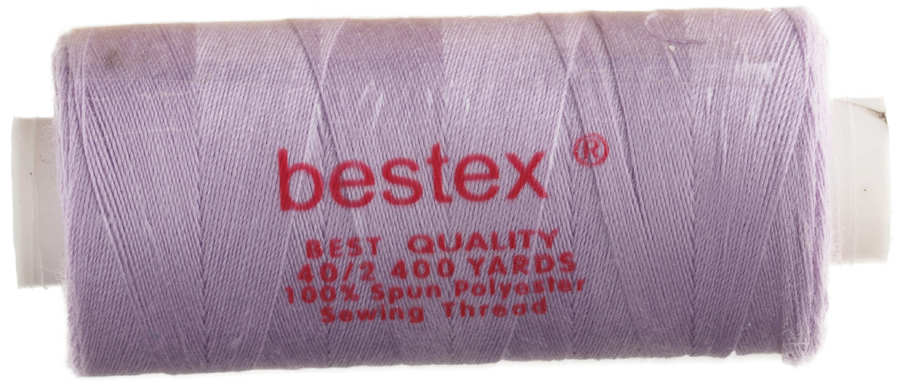 bestex ®
BEST QUALITY
40/2 400 YARDS
100% Spun Polyester
Sewing Thread